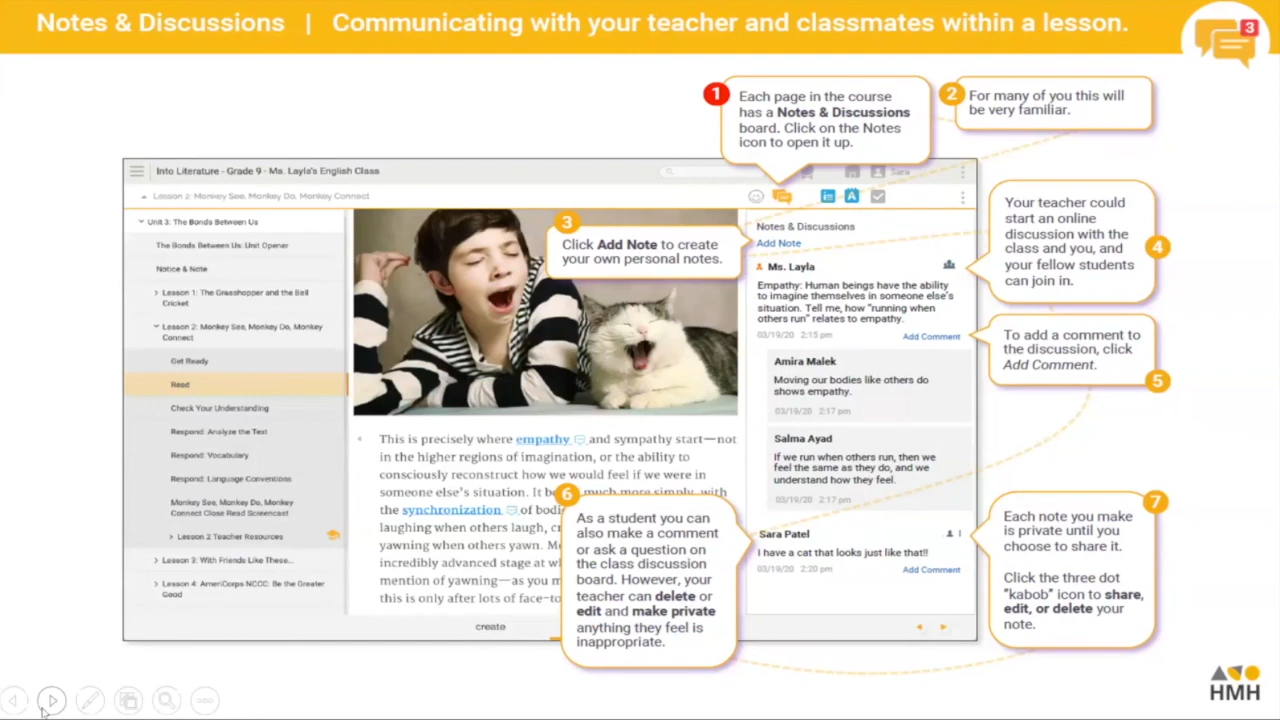 Notes & Discussions | Communicating with your teacher and classmates within a lesson.
3
1
Each page in the course
has a Notes & Discussions
board. Click on the Notes
icon to open it up.
2
For many of you this will
be very familiar.
Into Literature - Grade 9 - Ms. Layla's English Class
Sara
Lesson 2: Monkey See, Monkey Do, Monkey Connect
Unit 3: The Bonds Between Us
The Bonds Between Us: Unit Opener
Notice & Note
Lesson 1: The Grasshopper and the Bell
Cricket
Lesson 2: Monkey See, Monkey Do, Monkey
Connect
Get Ready
Read
Check Your Understanding
Respond: Analyze the Text
Respond: Vocabulary
Respond: Language Conventions
Monkey See, Monkey Do, Monkey
Connect Close Read Screencast
Lesson 2 Teacher Resources
Lesson 3: With Friends Like These...
Lesson 4: AmeriCorps NCCC: Be the Greater
Good
3
Click Add Note to create
your own personal notes.
This is precisely where empathy and sympathy start—not
in the higher regions of imagination, or the ability to
consciously reconstruct how we would feel if we were in
someone else's situation. It be much more simply, with
the synchronization of bodi
laughing when others laugh, cr
yawning when others yawn. Mo
incredibly advanced stage at wh
mention of yawning—as you m
this is only after lots of face-to
create
A
Notes & Discussions
Add Note
Ms. Layla
Empathy: Human beings have the ability
to imagine themselves in someone else's
situation. Tell me, how "running when
others run" relates to empathy.
03/19/20 2:15 pm
Add Comment
Amira Malek
Moving our bodies like others do
shows empathy.
03/19/20 2:17 pm
Salma Ayad
If we run when others run, then we
feel the same as they do, and we
understand how they feel.
03/19/20 2:17 pm
Sara Patel
I have a cat that looks just like that!!
03/19/20 2:20 pm
Add Comment
Your teacher could
start an online
discussion with the
class and you, and
your fellow students
can join in.
4
To add a comment to
the discussion, click
Add Comment.
5
6
As a student you can
also make a comment
or ask a question on
the class discussion
board. However, your
teacher can delete or
edit and make private
anything they feel is
inappropriate.
7
Each note you make
is private until you
choose to share it.
Click the three dot
"kabob" icon to share,
edit, or delete your
note.
HMH